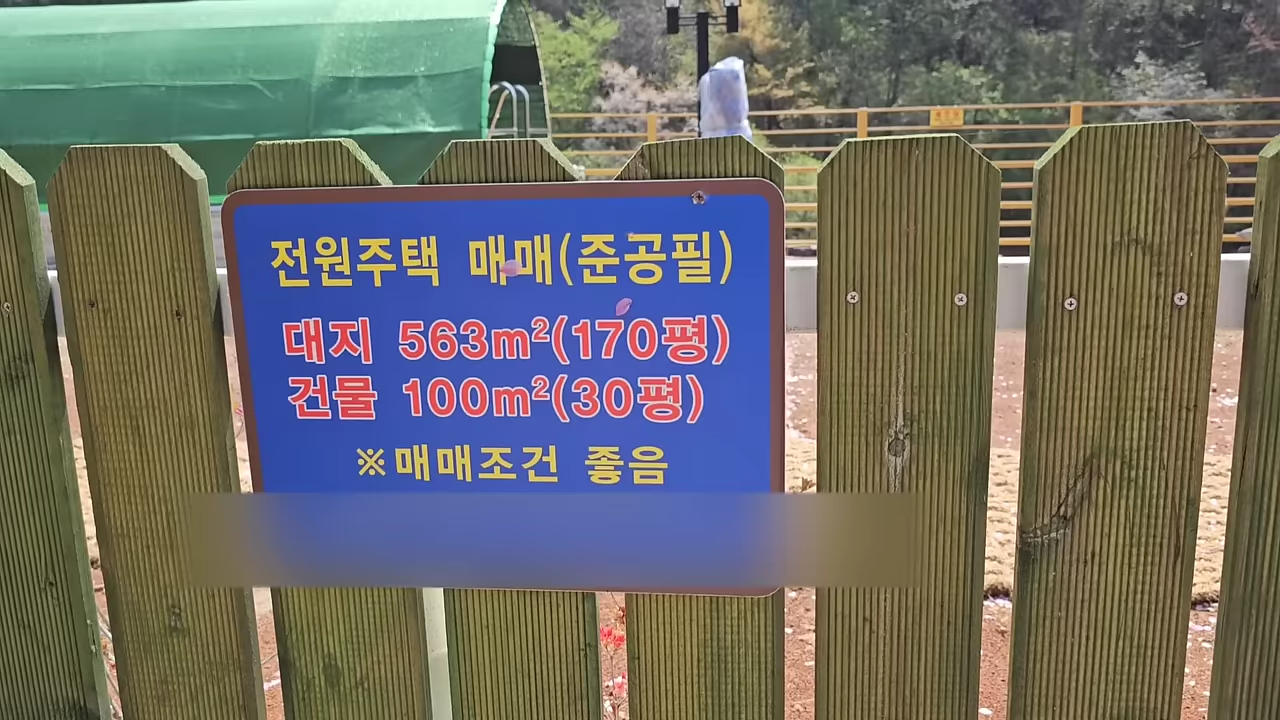 전원주택 매매(준공필)
대지 563m²(170평)
건물 100m²(30평)
※매매조건 좋음